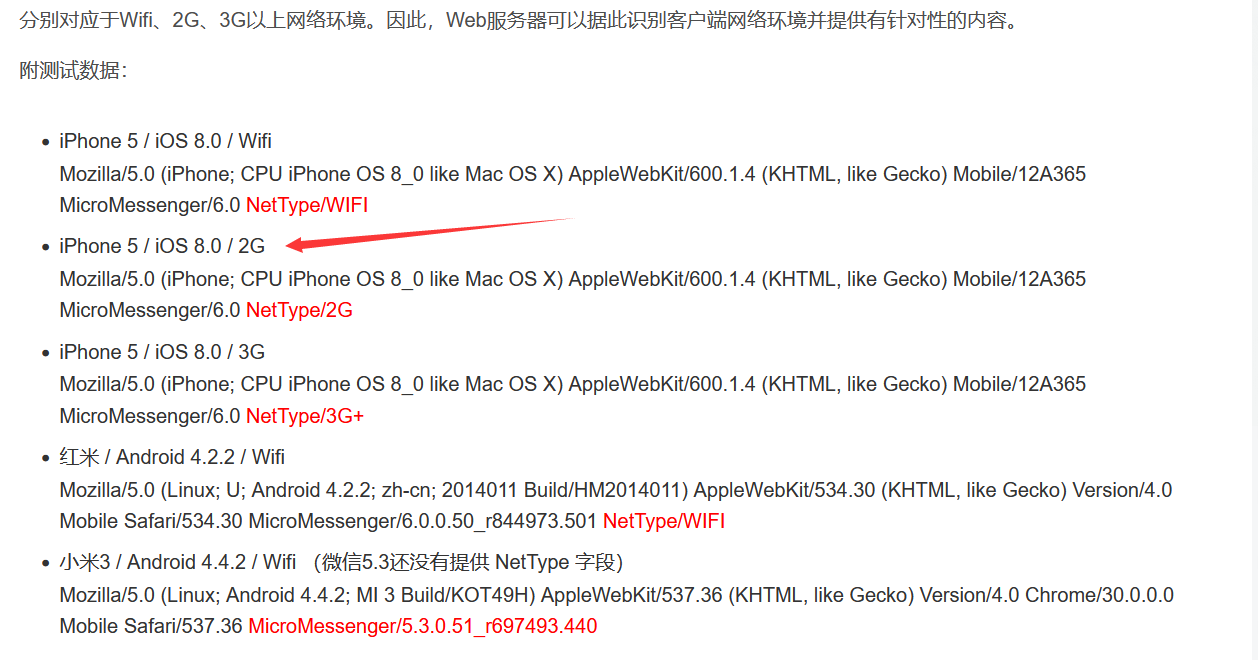 分别对应于Wifi、2G、3G以上网络环境。因此，Web服务器可以据此识别客户端网络环境并提供有针对性的内容。
附测试数据：
iPhone 5 / iOS 8.0 / Wifi
Mozilla/5.0 (iPhone; CPU iPhone OS 8_0 like Mac OS X) AppleWebKit/600.1.4 (KHTML, like Gecko) Mobile/12A365
MicroMessenger/6.0 NetType/WIFI
iPhone 5 / iOS 8.0 / 2G
Mozilla/5.0 (iPhone; CPU iPhone OS 8_0 like Mac OS X) AppleWebKit/600.1.4 (KHTML, like Gecko) Mobile/12A365
MicroMessenger/6.0 NetType/2G
iPhone 5 / iOS 8.0 / 3G
Mozilla/5.0 (iPhone; CPU iPhone OS 8_0 like Mac OS X) AppleWebKit/600.1.4 (KHTML, like Gecko) Mobile/12A365
MicroMessenger/6.0 NetType/3G+
红米 / Android 4.2.2 / Wifi
Mozilla/5.0 (Linux; U; Android 4.2.2; zh-cn; 2014011 Build/HM2014011) AppleWebKit/534.30 (KHTML, like Gecko) Version/4.0
Mobile Safari/534.30 MicroMessenger/6.0.0.50_r844973.501 NetType/WIFI
小米3 / Android 4.4.2 / Wifi （微信5.3还没有提供 NetType 字段）
Mozilla/5.0 (Linux; Android 4.4.2; MI 3 Build/KOT49H) AppleWebKit/537.36 (KHTML, like Gecko) Version/4.0 Chrome/30.0.0.0
Mobile Safari/537.36 MicroMessenger/5.3.0.51_r697493.440